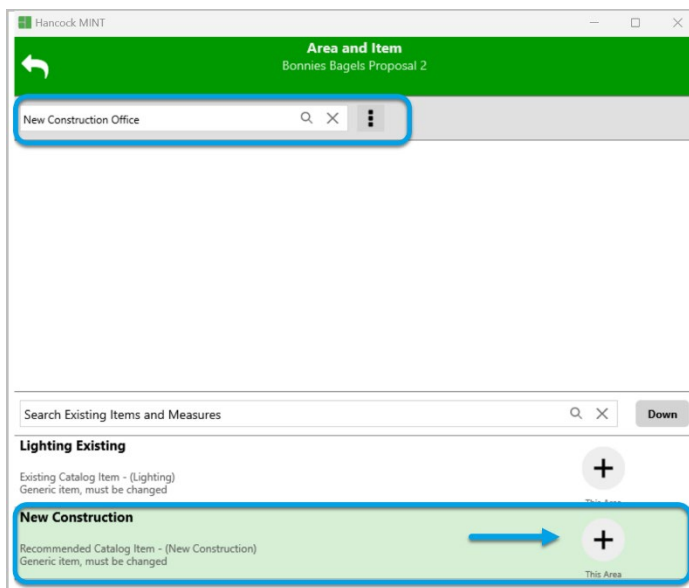 Hancock MINT
Area and Item
Bonnies Bagels Proposal 2
New Construction Office
Search Existing Items and Measures
Down
Lighting Existing
Existing Catalog Item - (Lighting)
Generic item, must be changed
This Area
New Construction
Recommended Catalog Item - (New Construction)
Generic item, must be changed
This Area